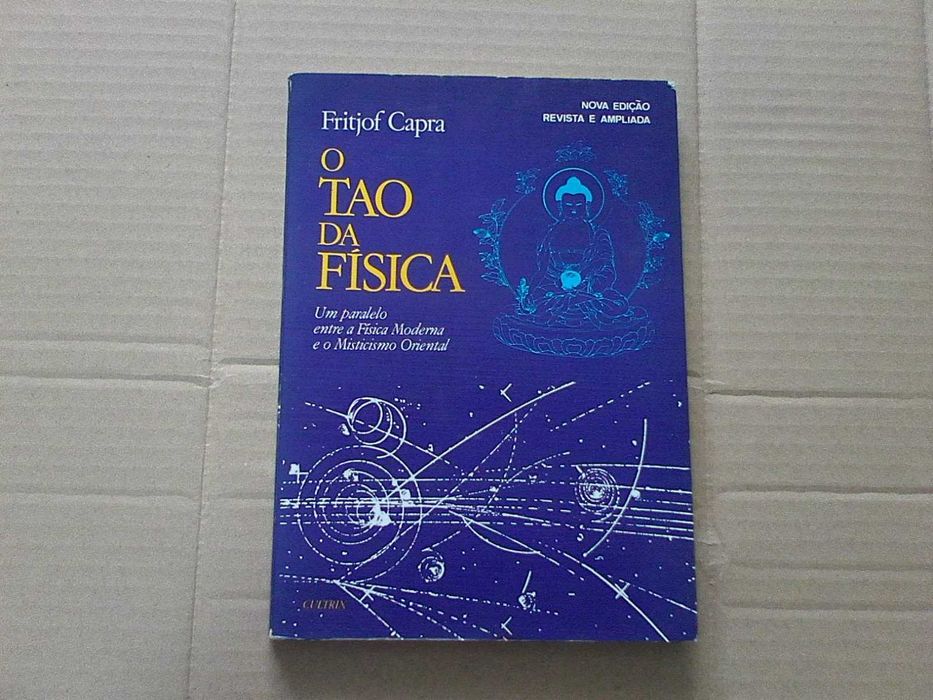 Fritjof Capra
NOVA EDIÇÃO
REVISTA E AMPLIADA
O
TAO
DA
FÍSICA
Um paralelo
entre a Física Moderna
e o Misticismo Oriental
CULTRIX